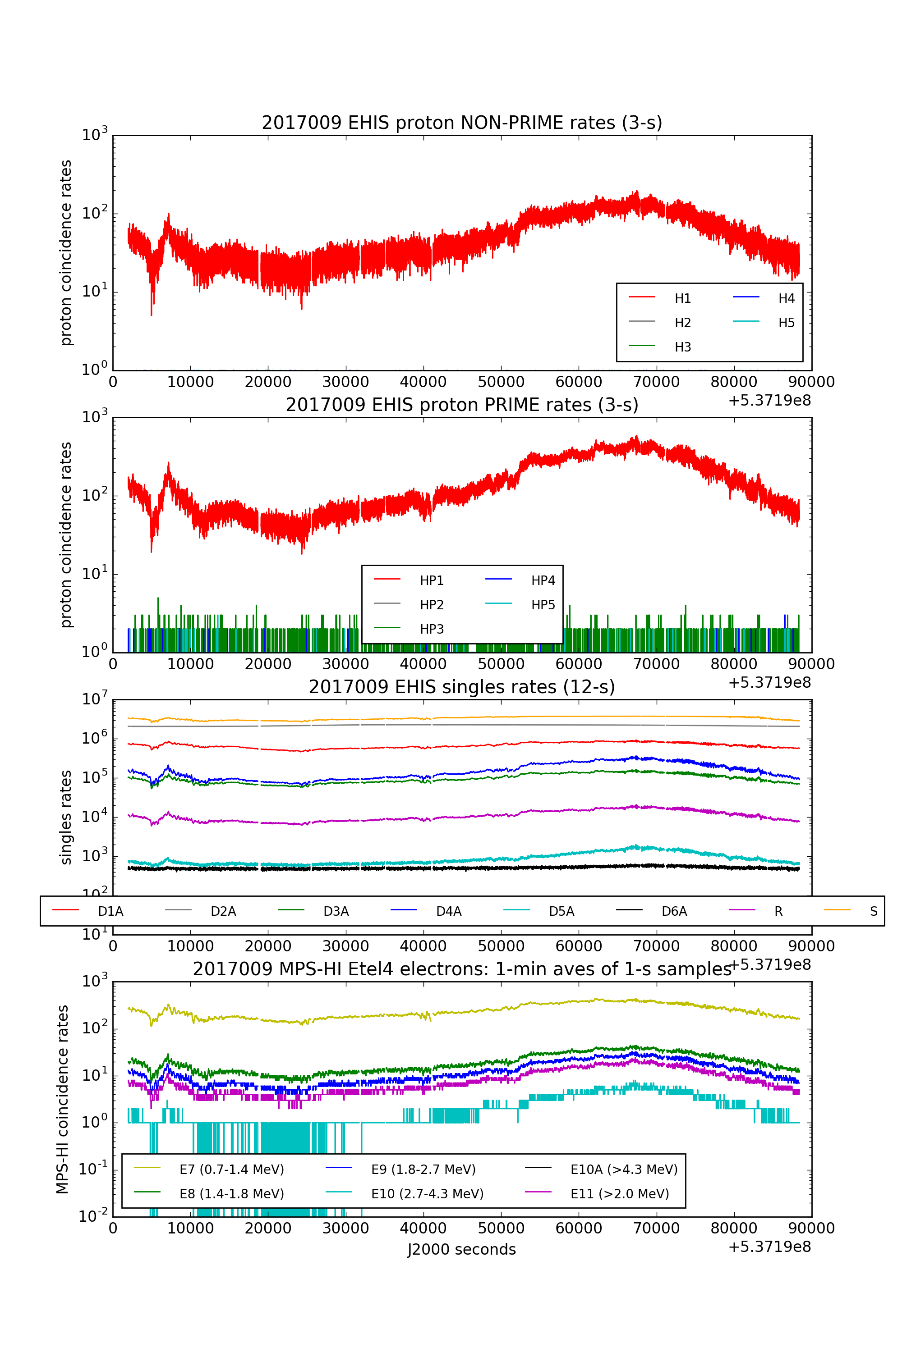 2017009 EHIS proton NON-PRIME rates (3-s)
proton coincidence rates
10^3
10^2
10^1
10^0
H1 H4
H2 H5
H3
0 10000 20000 30000 40000 50000 60000 70000 80000 90000
+5.3719e8
2017009 EHIS proton PRIME rates (3-s)
proton coincidence rates
10^3
10^2
10^1
10^0
HP1 HP4
HP2 HP5
HP3
0 10000 20000 30000 40000 50000 60000 70000 80000 90000
+5.3719e8
2017009 EHIS singles rates (12-s)
singles rates
10^7
10^6
10^5
10^4
10^3
10^2
D1A D2A D3A D4A D5A D6A R S
10^1
0 10000 20000 30000 40000 50000 60000 70000 80000 90000
+5.3719e8
2017009 MPS-HI Etel4 electrons: 1-min aves of 1-s samples
MPS-HI coincidence rates
10^3
10^2
10^1
10^0
10^-1
10^-2
E7 (0.7-1.4 MeV) E9 (1.8-2.7 MeV) E10A (>4.3 MeV)
E8 (1.4-1.8 MeV) E10 (2.7-4.3 MeV) E11 (>2.0 MeV)
0 10000 20000 30000 40000 50000 60000 70000 80000 90000
J2000 seconds
+5.3719e8